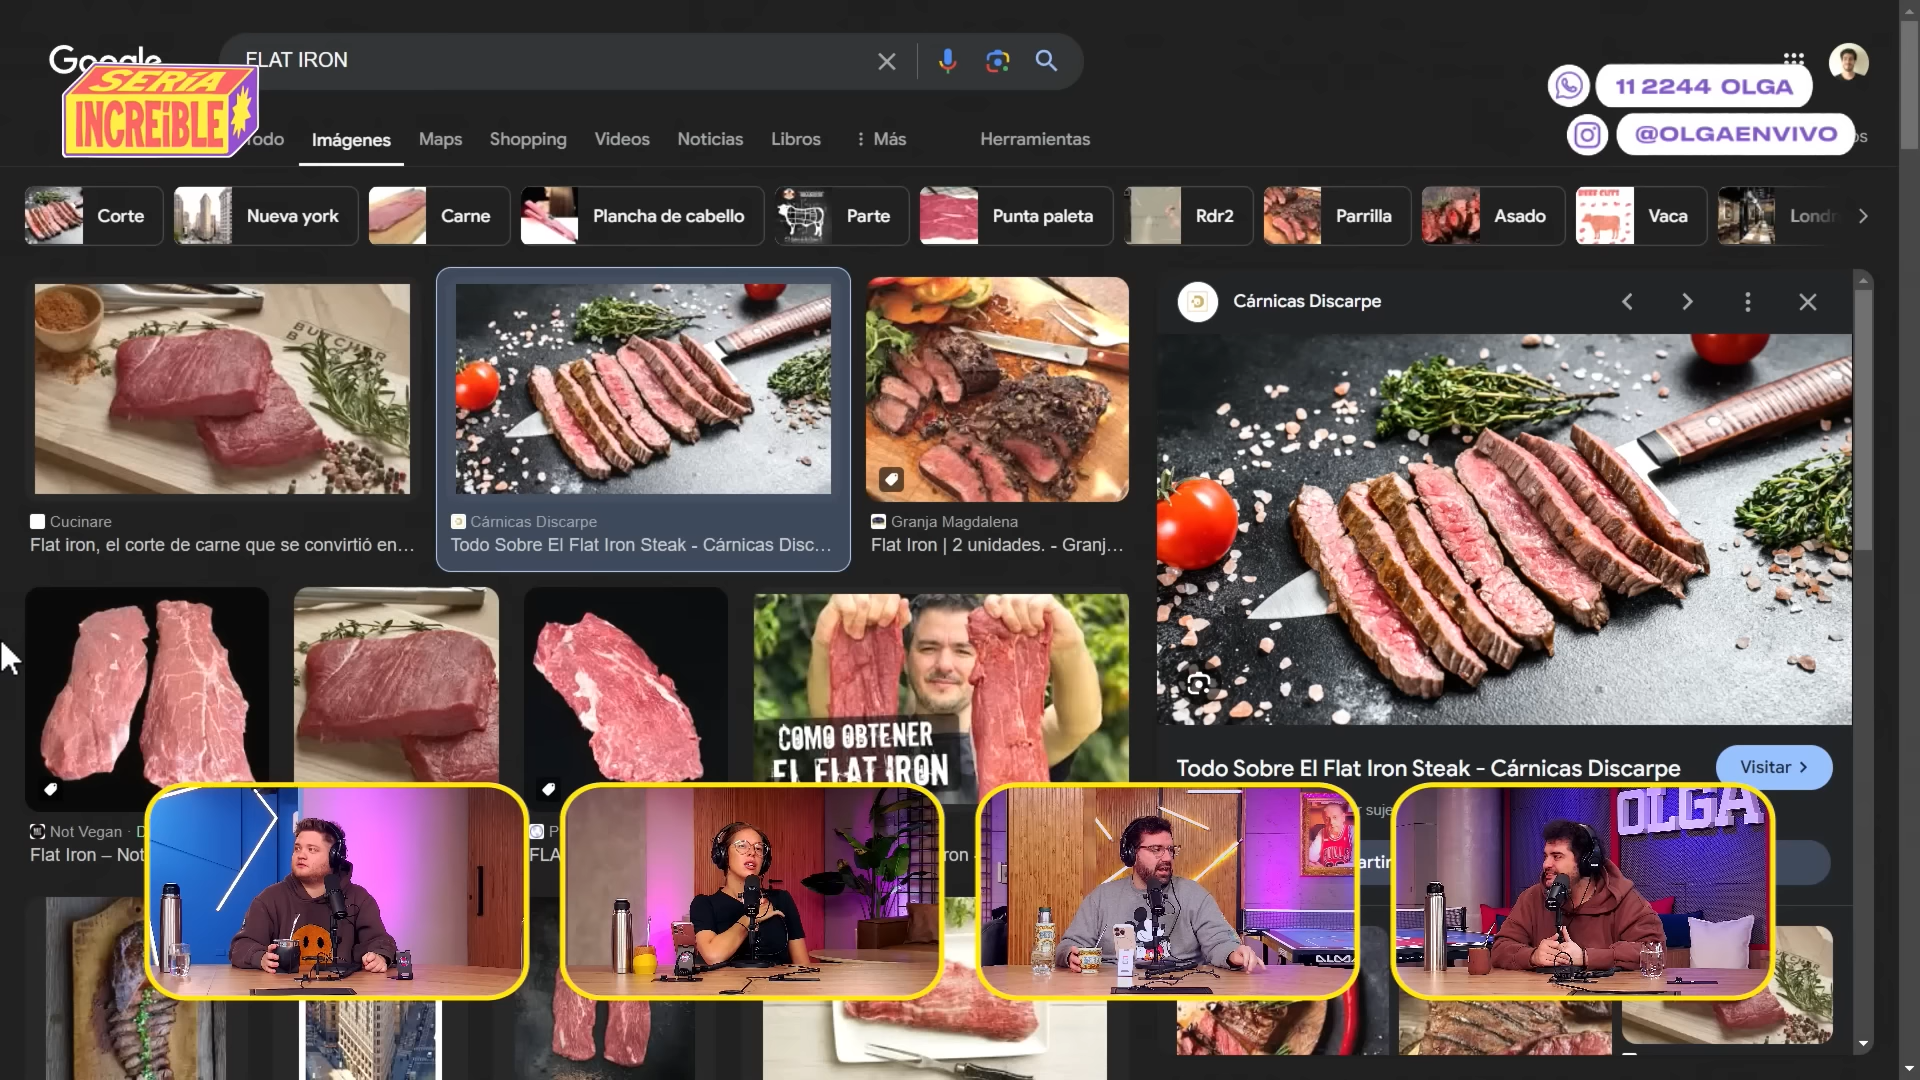 Google
FLAT IRON
SERÍA
INCREÍBLE
11 2244 OLGA
@OLGAENVIVO
Imágenes
Maps
Shopping
Videos
Noticias
Libros
Más
Herramientas
Corte
Nueva york
Carne
Plancha de cabello
Parte
Punta paleta
Rdr2
Parrilla
Asado
Vaca
Cárnicas Discarpe
Cucinare
Flat iron, el corte de carne que se convirtió en...
Cárnicas Discarpe
Todo Sobre El Flat Iron Steak - Cárnicas Disc...
Granja Magdalena
Flat Iron | 2 unidades. - Granj...
COMO OBTENER
EL FLAT IRON
Todo Sobre El Flat Iron Steak - Cárnicas Discarpe
Visitar
Not Vegan
Flat Iron – Not
OLGA